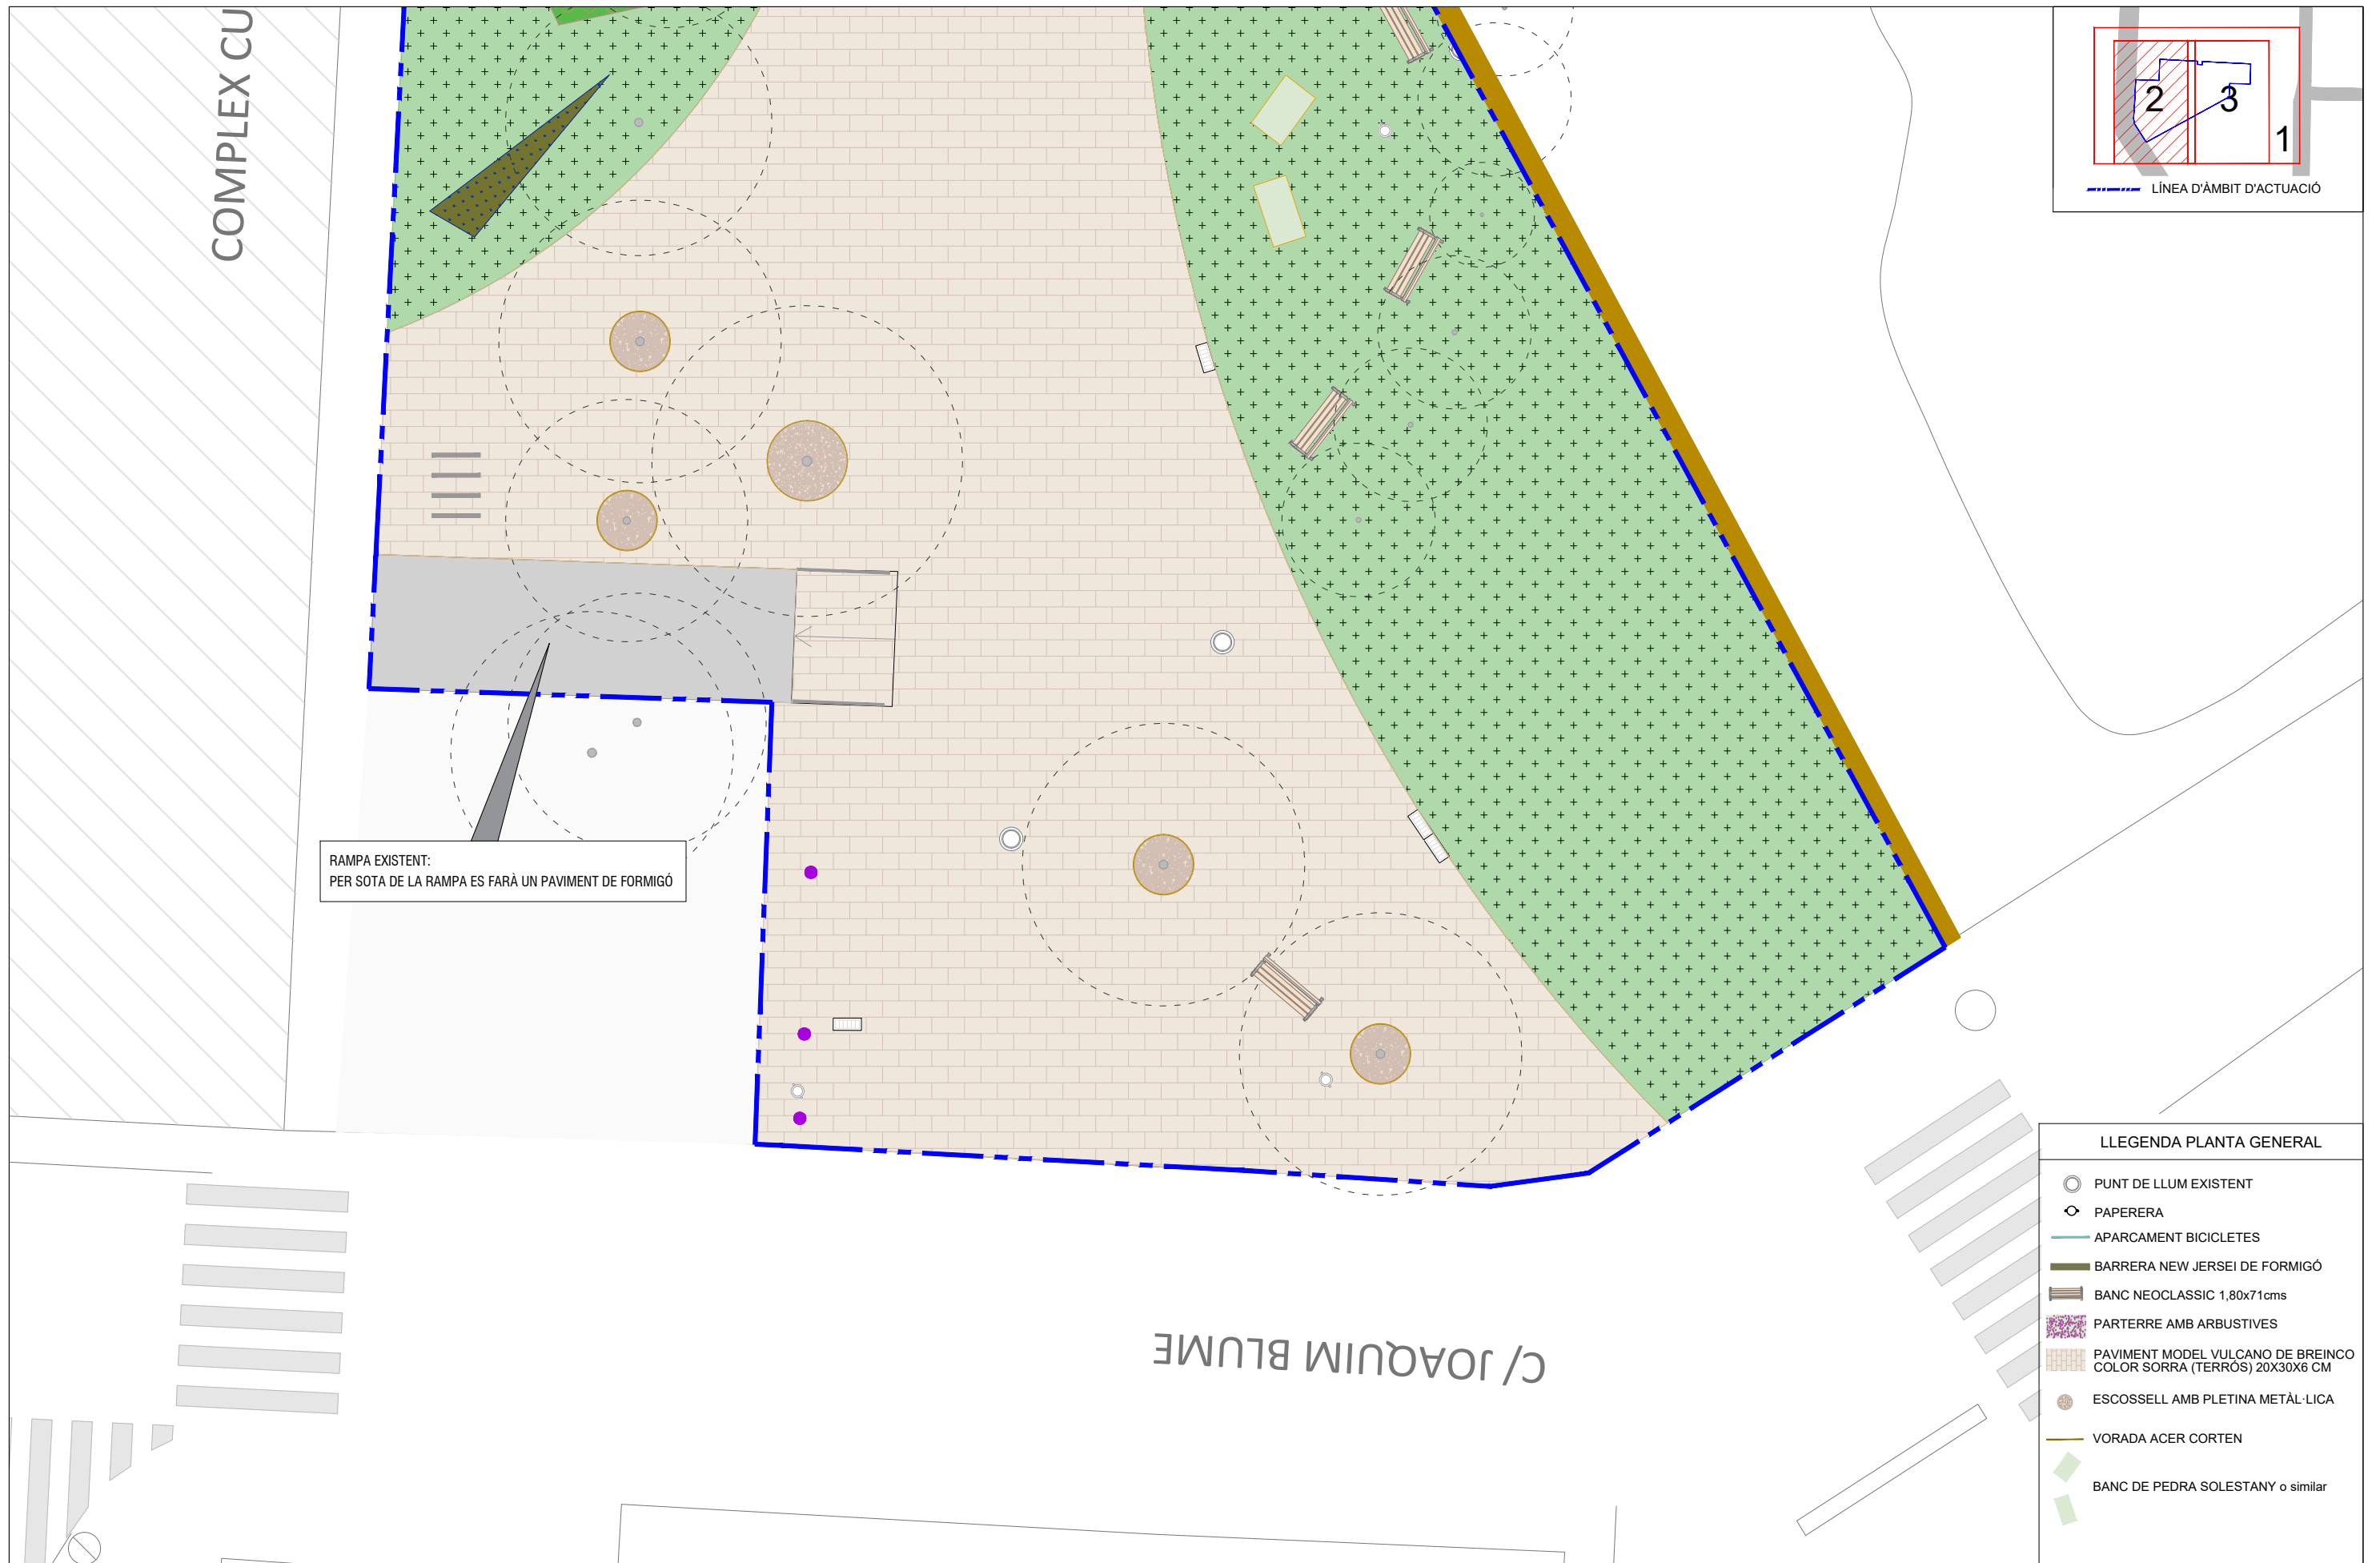 COMPLEX CU
2
3
1
LÍNEA D'ÀMBIT D'ACTUACIÓ
RAMPA EXISTENT:
PER SOTA DE LA RAMPA ES FARÀ UN PAVIMENT DE FORMIGÓ
C/ JOAQUIM BLUME
LLEGENDA PLANTA GENERAL
PUNT DE LLUM EXISTENT
PAPERERA
APARCAMENT BICICLETES
BARRERA NEW JERSEI DE FORMIGÓ
BANC NEOCLASSIC 1,80x71cms
PARTERRE AMB ARBUSTIVES
PAVIMENT MODEL VULCANO DE BREINCO
COLOR SORRA (TERRÓS) 20X30X6 CM
ESCOSSELL AMB PLETINA METÀL·LICA
VORADA ACER CORTEN
BANC DE PEDRA SOLESTANY o similar